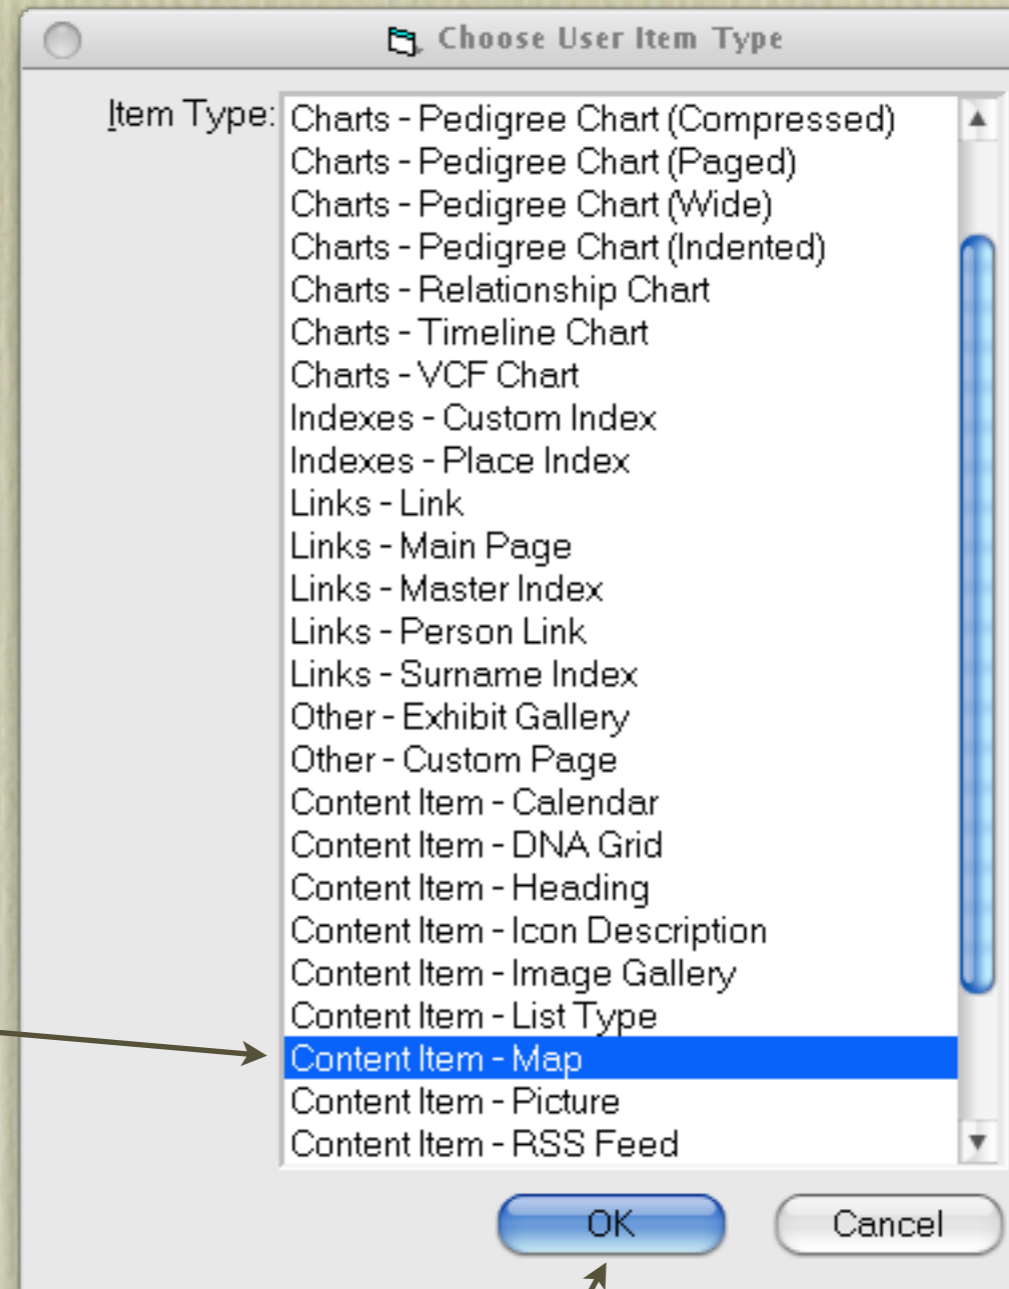 Choose User Item Type
Item Type:
Charts - Pedigree Chart (Compressed)
Charts - Pedigree Chart (Paged)
Charts - Pedigree Chart (Wide)
Charts - Pedigree Chart (Indented)
Charts - Relationship Chart
Charts - Timeline Chart
Charts - VCF Chart
Indexes - Custom Index
Indexes - Place Index
Links - Link
Links - Main Page
Links - Master Index
Links - Person Link
Links - Surname Index
Other - Exhibit Gallery
Other - Custom Page
Content Item - Calendar
Content Item - DNA Grid
Content Item - Heading
Content Item - Icon Description
Content Item - Image Gallery
Content Item - List Type
Content Item - Map
Content Item - Picture
Content Item - RSS Feed
OK Cancel